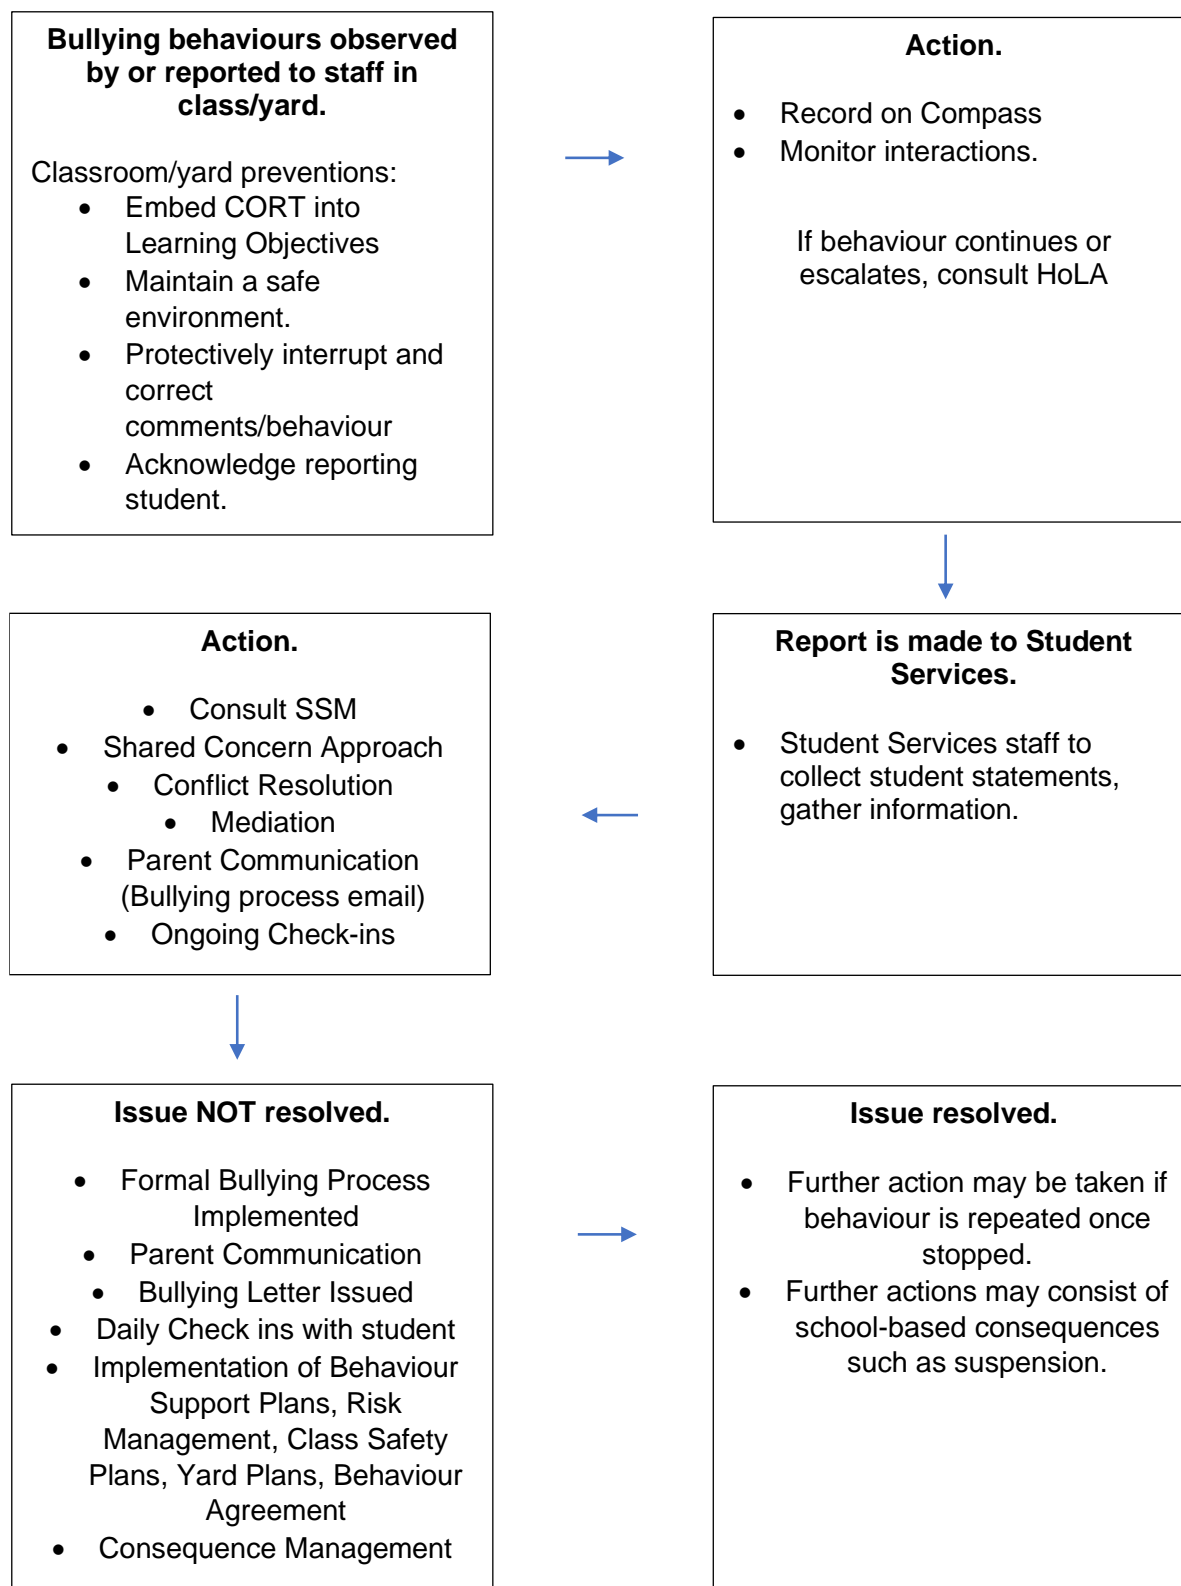 Bullying behaviours observed
by or reported to staff in
class/yard.
Classroom/yard preventions:
• Embed CORT into
Learning Objectives
• Maintain a safe
environment.
• Protectively interrupt and
correct
comments/behaviour
• Acknowledge reporting
student.
Action.
• Record on Compass
• Monitor interactions.
If behaviour continues or
escalates, consult HoLA
Report is made to Student
Services.
• Student Services staff to
collect student statements,
gather information.
Action.
• Consult SSM
• Shared Concern Approach
• Conflict Resolution
• Mediation
• Parent Communication
(Bullying process email)
• Ongoing Check-ins
Issue NOT resolved.
• Formal Bullying Process
Implemented
• Parent Communication
• Bullying Letter Issued
• Daily Check ins with student
• Implementation of Behaviour
Support Plans, Risk
Management, Class Safety
Plans, Yard Plans, Behaviour
Agreement
• Consequence Management
Issue resolved.
• Further action may be taken if
behaviour is repeated once
stopped.
• Further actions may consist of
school-based consequences
such as suspension.